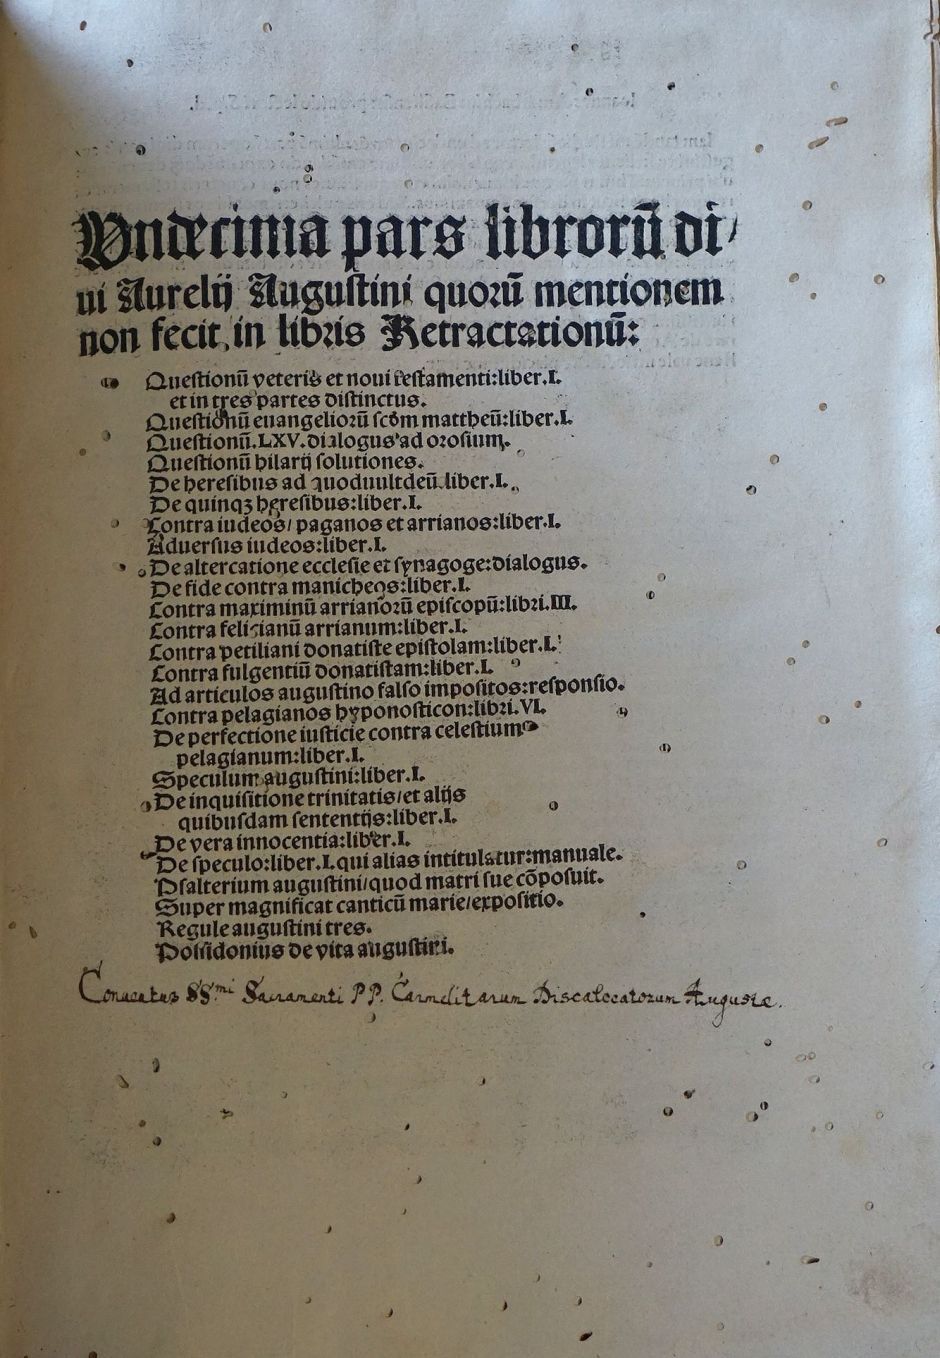 Undecima pars librorū di/
ui Aurelij Augustini quorū mentionem
non fecit in libris Retractationū:
Questionū veteris et noui testamenti:liber.I.
et in tres partes distinctus.
Questionū euangeliorū scdm mattheū:liber.I.
Questionū.LXV.dialogus ad orosium.
Questionū hilarij solutiones.
De heresibus ad quoduultdeū.liber.I.
De quinqꝫ heresibus:liber.I.
Contra iudeos/ paganos et arrianos:liber.I.
Aduersus iudeos:liber.I.
De altercatione ecclesie et synagoge:dialogus.
De fide contra manicheos:liber.I.
Contra maximinū arrianorū episcopū:libri.III.
Contra felicianū arrianum:liber.I.
Contra petiliani donatiste epistolam:liber.I.
Contra fulgentiū donatistam:liber.I.
Ad articulos augustino falso impositos:responsio.
Contra pelagianos hyponosticon:libri.VI.
De perfectione iusticie contra celestium
pelagianum:liber.I.
Speculum augustini:liber.I.
De inquisitione trinitatis/et alijs
quibusdam sententijs:liber.I.
De vera innocentia:liber.I.
De speculo:liber.I.qui alias intitulatur:manuale.
Psalterium augustini/quod matri sue cōposuit.
Super magnificat canticū marie/expositio.
Regule augustini tres.
Possidonius de vita augustini.
Conuentus SS.mi Sacramenti P P. Carmelitarum Discalceatorum Augustæ.